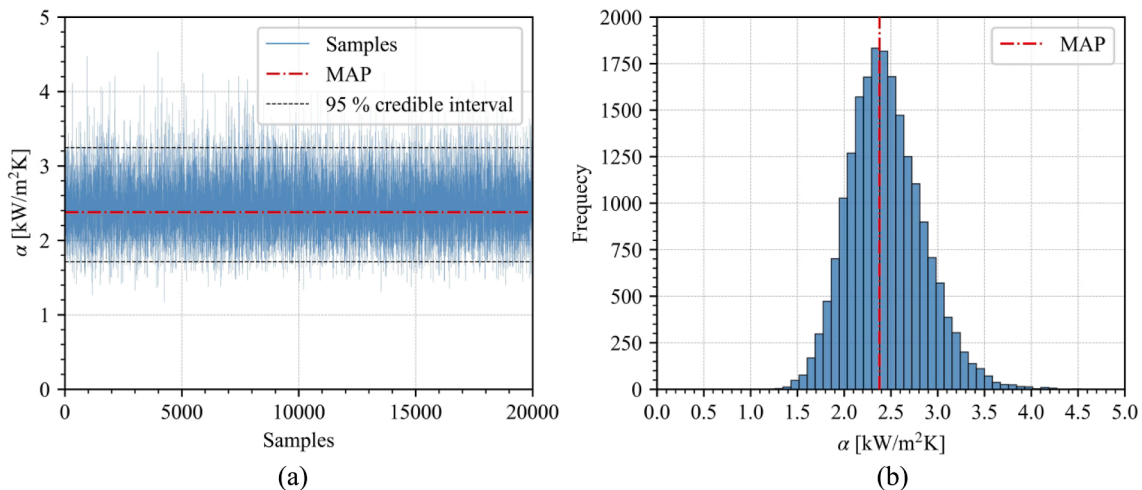 5
4
3
2
1
0
α [kW/m²K]
Samples
MAP
95 % credible interval
0 5000 10000 15000 20000
Samples
(a)
2000
1750
1500
1250
1000
750
500
250
0
Frequecy
MAP
0.0 0.5 1.0 1.5 2.0 2.5 3.0 3.5 4.0 4.5 5.0
α [kW/m²K]
(b)